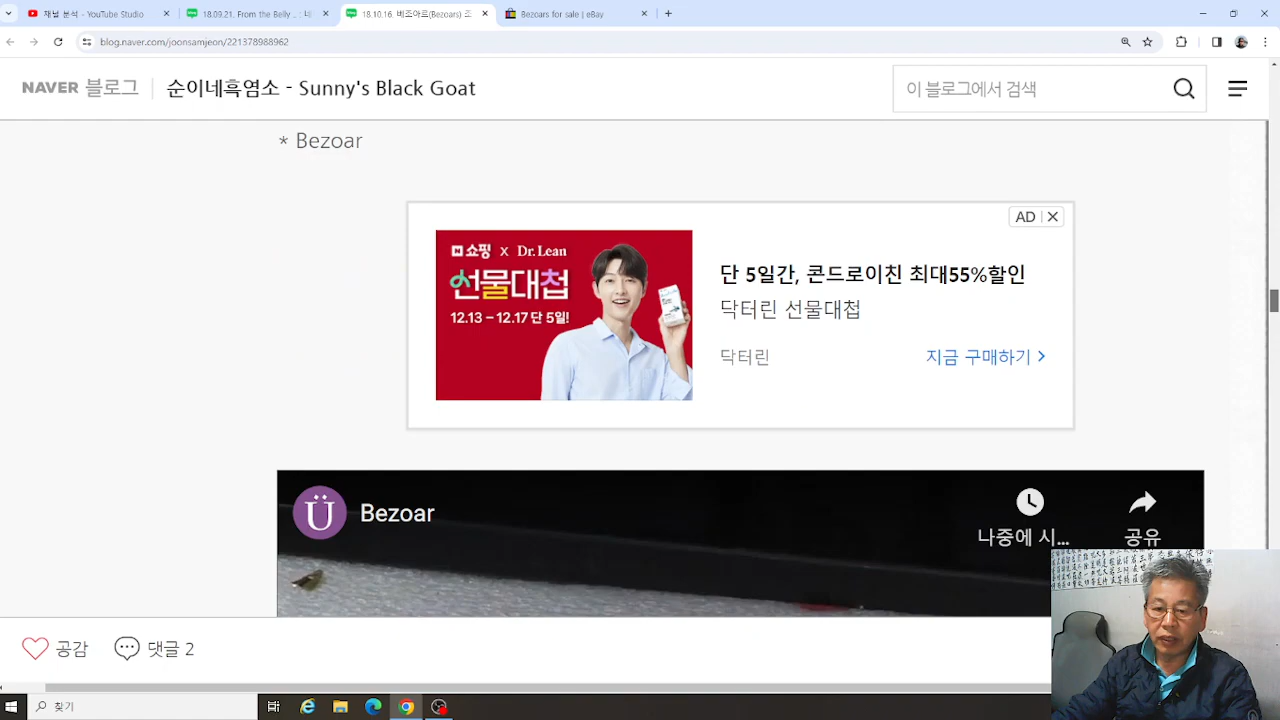 채널 분석 - YouTube Studio
18.09.21. From the Belly ... : 네
18.10.16. 베조아르(Bezoars) 조
Bezoars for sale | eBay
blog.naver.com/joonsamjeon/221378988962
NAVER 블로그
순이네흑염소 - Sunny's Black Goat
이 블로그에서 검색
* Bezoar
AD
쇼핑 x Dr.Lean
선물대첩
12.13 – 12.17 단 5일!
단 5일간, 콘드로이친 최대55%할인
닥터린 선물대첩
닥터린
지금 구매하기
Ü
Bezoar
나중에 시...
공유
공감
댓글 2
찾기